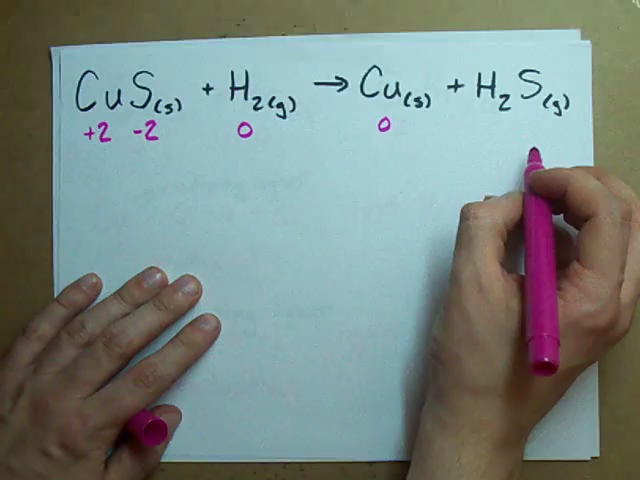 CuS(s) + H2(g) → Cu(s) + H2S(g)
+2 -2 0 0